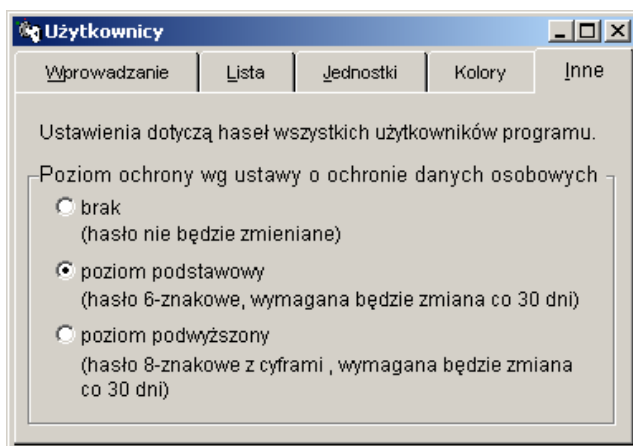 Użytkownicy
Wprowadzanie Lista Jednostki Kolory Inne
Ustawienia dotyczą haseł wszystkich użytkowników programu.
Poziom ochrony wg ustawy o ochronie danych osobowych
brak
(hasło nie będzie zmieniane)
poziom podstawowy
(hasło 6-znakowe, wymagana będzie zmiana co 30 dni)
poziom podwyższony
(hasło 8-znakowe z cyframi , wymagana będzie zmiana
co 30 dni)